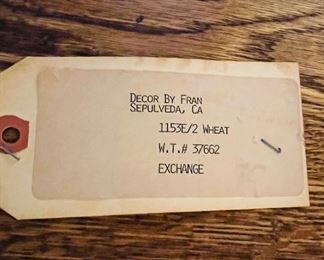 Decor By Fran
Sepulveda, CA
1153E/2 Wheat
W.T.# 37662
EXCHANGE